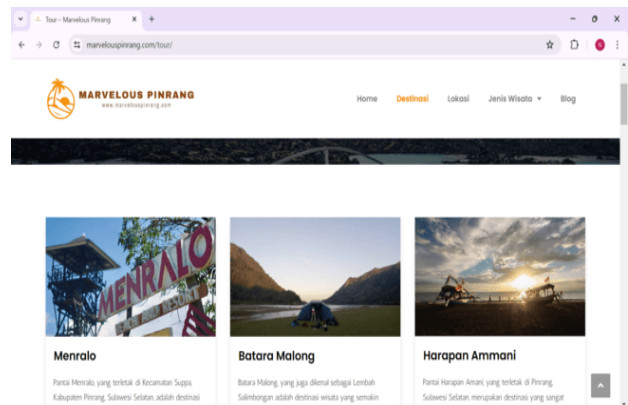 Tour – Marvelous Pinrang
marvelouspinrang.com/tour/
MARVELOUS PINRANG
www.marvelouspinrang.com
Home Destinasi Lokasi Jenis Wisata Blog
MENRALO
BEACH AND RESORT
Menralo
Batara Malong
Harapan Ammani
Pantai Menralo, yang terletak di Kecamatan Suppa,
Kabupaten Pinrang, Sulawesi Selatan, adalah destinasi
Batara Malong, yang juga dikenal sebagai Lembah
Salimbongan adalah destinasi wisata yang semakin
Pantai Harapan Amani, yang terletak di Pinrang,
Sulawesi Selatan, merupakan destinasi yang sangat